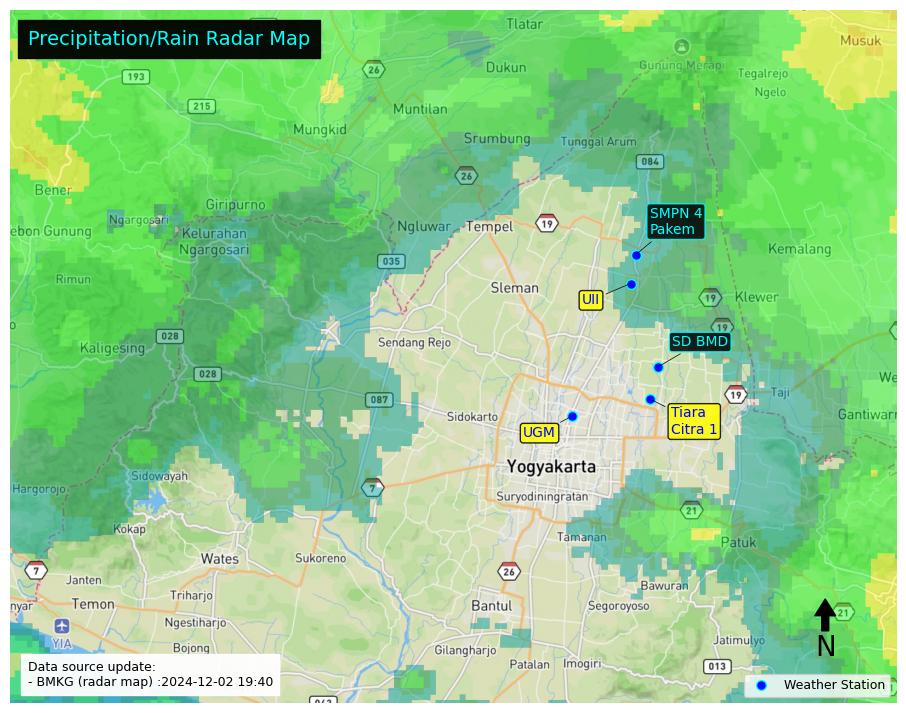 Precipitation/Rain Radar Map
Tlatar
Musuk
193
26
Dukun
Gunung Merapi
Tegalrejo
Ngelo
215
Muntilan
Mungkid
Srumbung
Tunggal Arum
084
26
Bener
Giripurno
Ngargosari
Kelurahan
Ngargosari
ebon Gunung
Ngluwar
Tempel
19
SMPN 4
Pakem
Kemalang
035
Rimun
Sleman
UII
19
Klewer
028
Kaligesing
Sendang Rejo
19
SD BMD
028
We
087
19
Taji
Sidokarto
UGM
Tiara
Citra 1
Gantiwarn
Yogyakarta
Sidowayah
Hargorojo
7
Suryodiningratan
21
Kokap
Tamanan
Patuk
Wates
Sukoreno
7
Janten
26
Bawuran
Temon
Triharjo
Bantul
Segoroyoso
21
nyar
Ngestiharjo
YIA
Bojong
Gilangharjo
Jatimulyo
N
Patalan
Imogiri
013
Data source update:
- BMKG (radar map) :2024-12-02 19:40
Weather Station